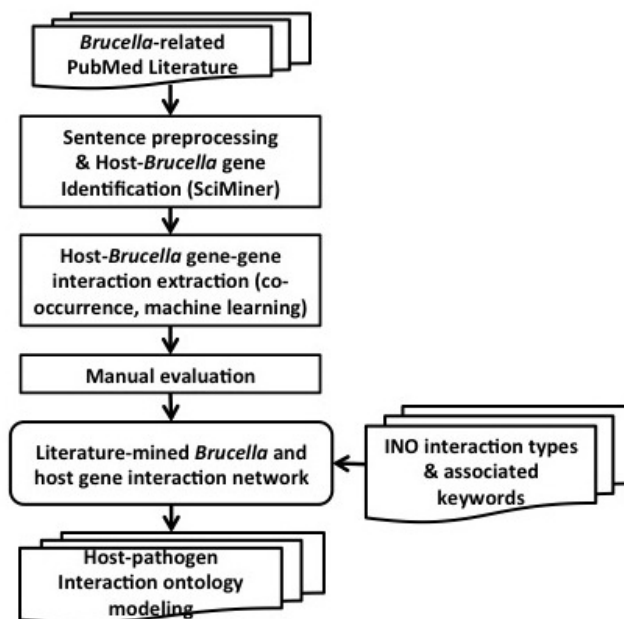 Brucella-related
PubMed Literature
Sentence preprocessing
& Host-Brucella gene
Identification (SciMiner)
Host-Brucella gene-gene
interaction extraction (co-
occurrence, machine learning)
Manual evaluation
Literature-mined Brucella and
host gene interaction network
INO interaction types
& associated
keywords
Host-pathogen
Interaction ontology
modeling